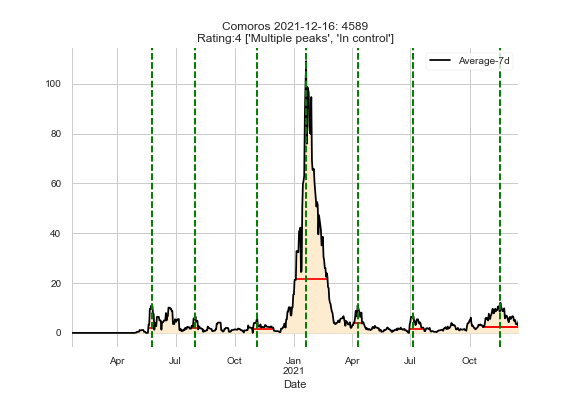 Comoros 2021-12-16: 4589
Rating:4 ['Multiple peaks', 'In control']
Average-7d
100
80
60
40
20
0
Apr Jul Oct Jan Apr Jul Oct
2021
Date